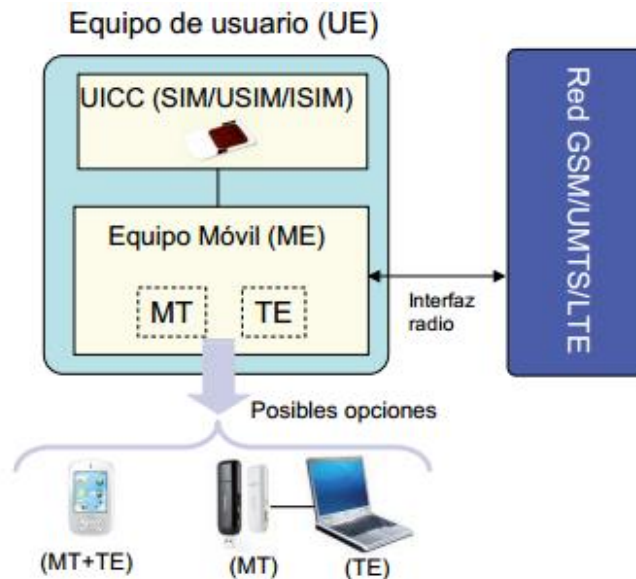 Equipo de usuario (UE)
UICC (SIM/USIM/ISIM)
Equipo Móvil (ME)
MT
TE
Interfaz
radio
Red GSM/UMTS/LTE
Posibles opciones
(MT+TE)
(MT)
(TE)